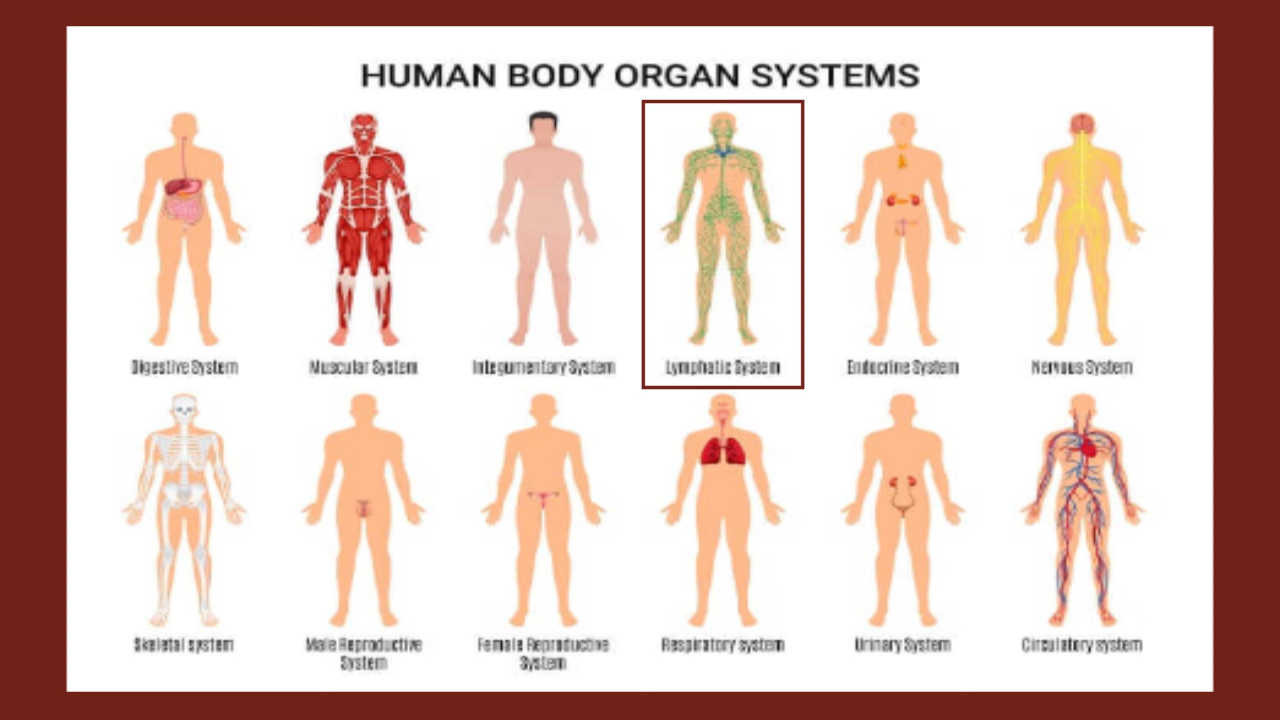 HUMAN BODY ORGAN SYSTEMS
Digestive System
Muscular System
Integumentary System
Lymphatic System
Endocrine System
Nervous System
Skeletal system
Male Reproductive
System
Female Reproductive
System
Respiratory system
Urinary System
Circulatory system